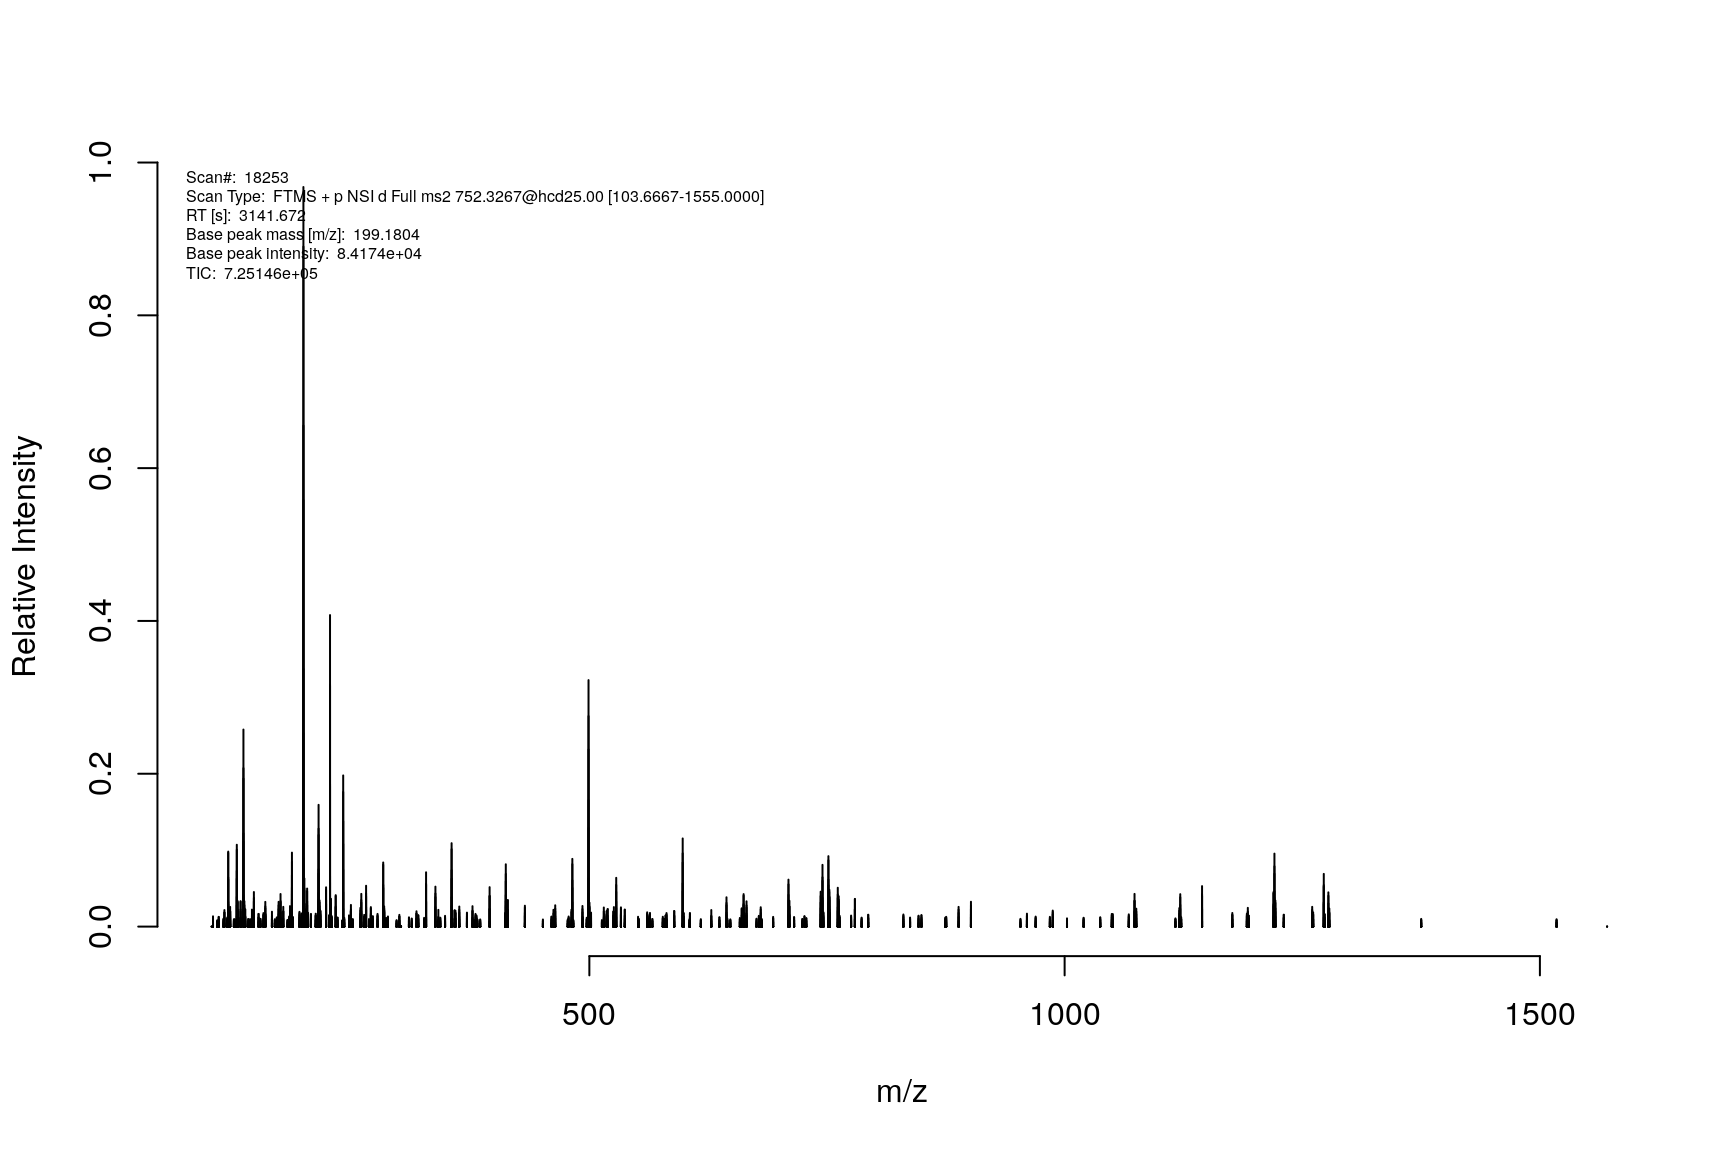 Scan#: 18253
Scan Type: FTMS + p NSI d Full ms2 752.3267@hcd25.00 [103.6667-1555.0000]
RT [s]: 3141.672
Base peak mass [m/z]: 199.1804
Base peak intensity: 8.4174e+04
TIC: 7.25146e+05
1.0
0.8
0.6
0.4
0.2
0.0
Relative Intensity
500 1000 1500
m/z